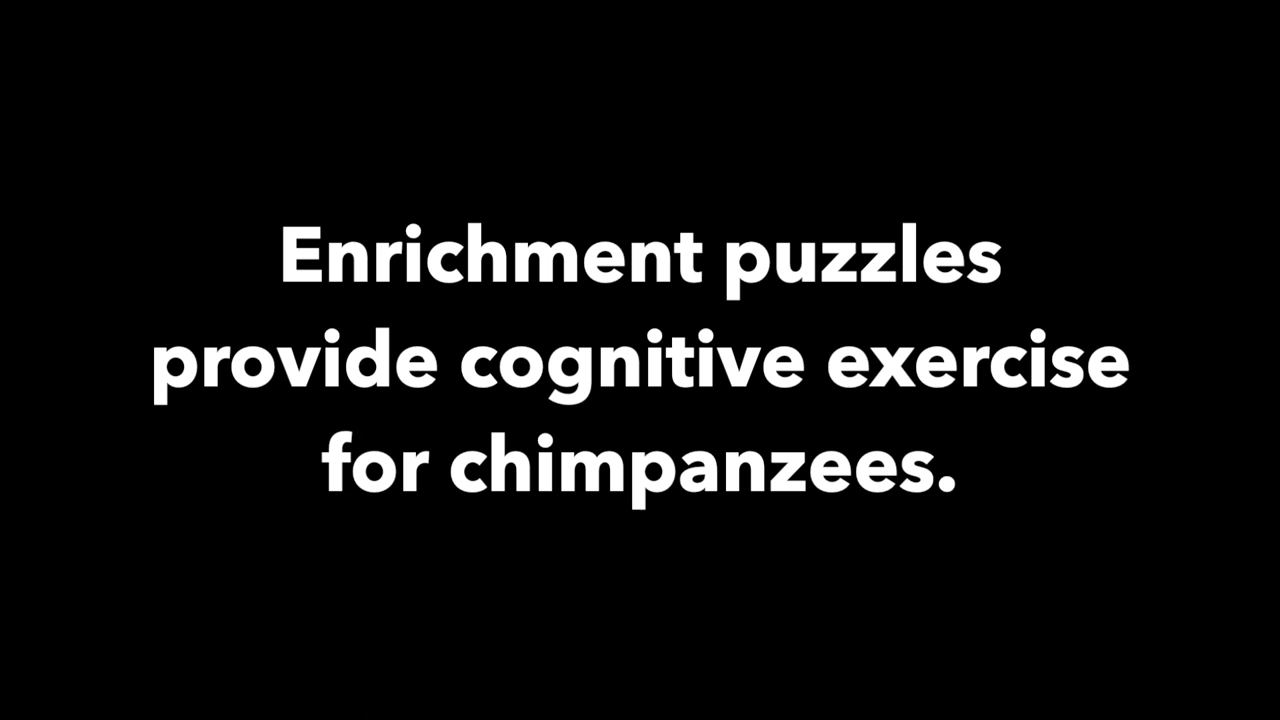 Enrichment puzzles
provide cognitive exercise
for chimpanzees.